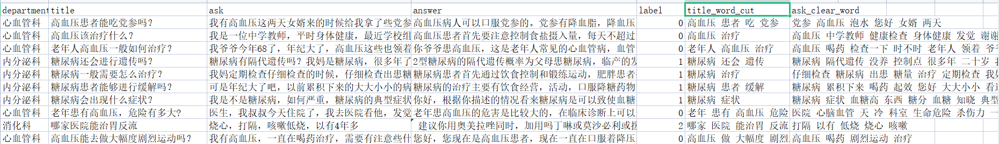 department title ask answer label title_word_cut ask_clear_word
心血管科 高血压患者能吃党参吗？ 我有高血压这两天女婿来的时候给我拿了些党参 高血压病人可以口服党参的。党参有降血脂，降血压 0 高血压 患者 吃 党参 党参 高血压 泡水 您好 女婿 两天
心血管科 高血压该治疗什么？ 我是一位中学教师，平时身体健康，最近学校组 高血压患者首先要注意控制食盐摄入量，每天不超过 0 高血压 治疗 高血压 中学教师 健康检查 身体健康 发觉 谢谢
心血管科 老年人高血压一般如何治疗？ 我爷爷今年68了，年纪大了，高血压这些也领着 你爷爷患高血压，这是老年人常见的心血管病，血管 0 老年人 高血压 治疗 高血压 喝药 检查一下 时不时 老年人 领着 爷爷
内分泌科 糖尿病还会进行遗传吗？ 糖尿病有隔代遗传吗？我妈是糖尿病，很多年了 2型糖尿病的隔代遗传概率为父母患糖尿病，临产的发 1 糖尿病 还会 遗传 糖尿病 隔代遗传 没养 控制点 很多年 二十岁
内分泌科 糖尿病一般需要怎么治疗？ 我妈定期检查仔细检查的时候，仔细检查出患糖 糖尿病患者首先通过饮食控制和锻练运动，肥胖患者 1 糖尿病 治疗 仔细检查 糖尿病 出患 糖量 治疗 定期检查 我妈
内分泌科 糖尿病患者能够进行缓解吗？ 可是年纪大了吧，以前累积下来的大大小小的病 糖尿病的治疗主要有饮食经营，活动，口服降糖药物 1 糖尿病 患者 缓解 糖尿病 累积下来 喝药 起效 您好 大大小小
内分泌科 糖尿病会出现什么症状？ 我是不是糖尿病，如何严重，糖尿病的典型症状 你好，根据你描述的情况看来糖尿病是可以致使血糖 1 糖尿病 症状 糖尿病 症状 血糖高 东西 糖分 血糖 知晓 典型
心血管科 老年患有高血压，危险有多大？ 医生，我叔叔今天住院了，我去医院看他，发觉 老年患高血压的危害是比较大的，在临床诊断上可以 0 老年 患有 高血压 危险 医院 心脑血管 天 冷 科室 生命危险 杀伤力
消化科 哪家医院能治胃反流 烧心，打隔，咳嗽低烧，以有4年多 建议你用奥美拉唑同时，加用吗丁啉或莫沙必利或 2 哪家 医院 能治胃 反流 打隔 以有 低烧 烧心 咳嗽
心血管科 高血压能去做大幅度剧烈运动吗？ 我有高血压，一直在喝药治疗，需要有注意些什 您好，您现在是高血压患者，现在一直在口服着降压 0 高血压 做 大幅度 剧烈 高血压 喝药 剧烈运动 治疗